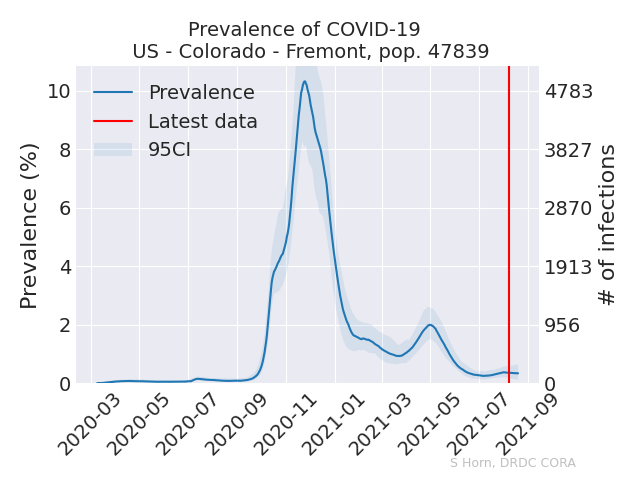 Prevalence of COVID-19
US - Colorado - Fremont, pop. 47839
Prevalence (%)
10
8
6
4
2
0
Prevalence
Latest data
95CI
4783
3827
2870
1913
956
0
# of infections
2020-03
2020-05
2020-07
2020-09
2020-11
2021-01
2021-03
2021-05
2021-07
2021-09
S Horn, DRDC CORA